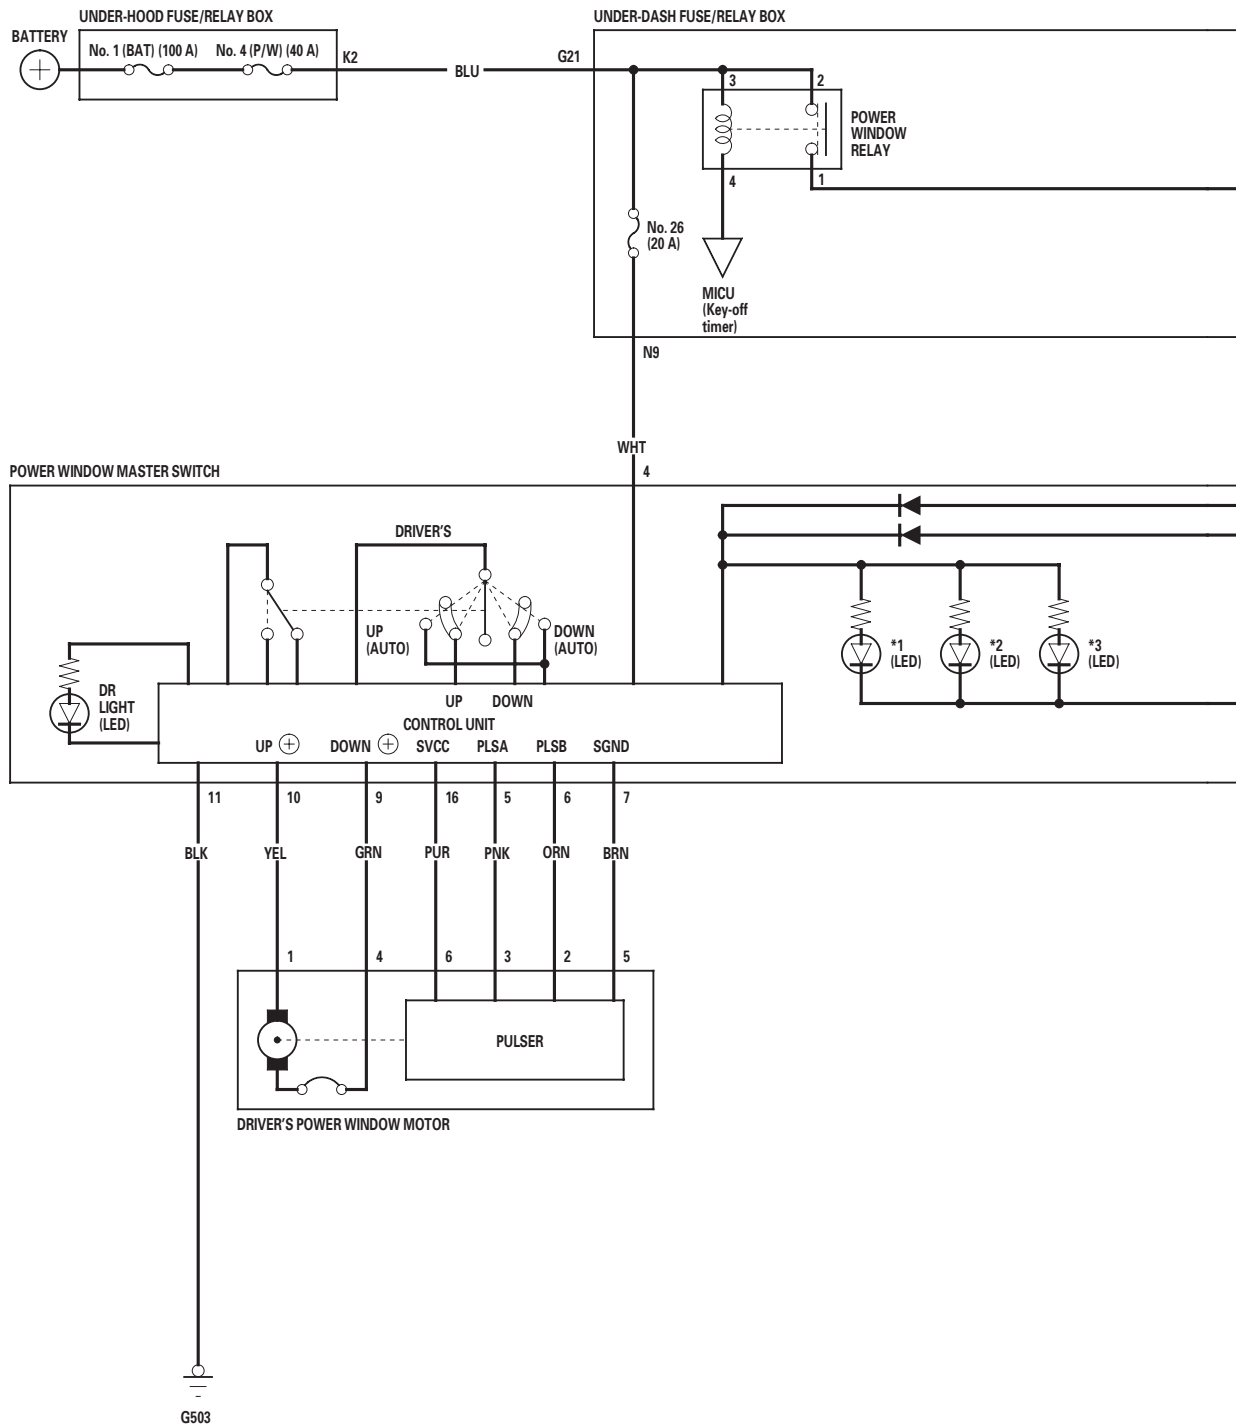 UNDER-HOOD FUSE/RELAY BOX
UNDER-DASH FUSE/RELAY BOX
BATTERY
No. 1 (BAT) (100 A)
No. 4 (P/W) (40 A)
K2
BLU
G21
3
2
POWER
WINDOW
RELAY
4
1
No. 26
(20 A)
MICU
(Key-off
timer)
N9
WHT
4
POWER WINDOW MASTER SWITCH
DRIVER'S
UP
(AUTO)
DOWN
(AUTO)
*1
(LED)
*2
(LED)
*3
(LED)
DR
LIGHT
(LED)
UP
DOWN
CONTROL UNIT
UP +
DOWN +
SVCC
PLSA
PLSB
SGND
11
10
9
16
5
6
7
BLK
YEL
GRN
PUR
PNK
ORN
BRN
1
4
6
3
2
5
PULSER
DRIVER'S POWER WINDOW MOTOR
G503